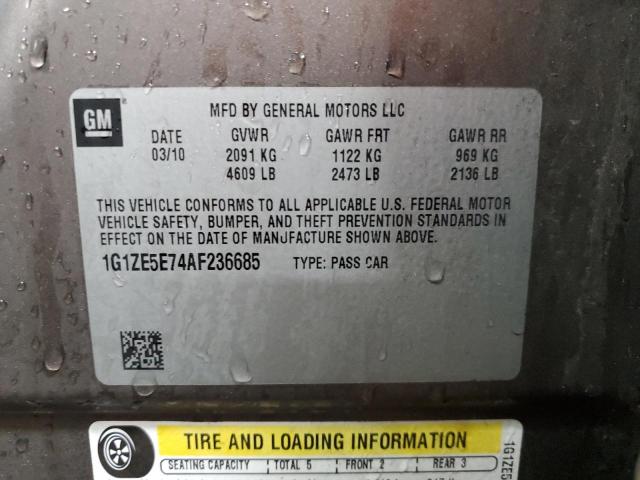 GM
MFD BY GENERAL MOTORS LLC
DATE GVWR GAWR FRT GAWR RR
03/10 2091 KG 1122 KG 969 KG
4609 LB 2473 LB 2136 LB
THIS VEHICLE CONFORMS TO ALL APPLICABLE U.S. FEDERAL MOTOR
VEHICLE SAFETY, BUMPER, AND THEFT PREVENTION STANDARDS IN
EFFECT ON THE DATE OF MANUFACTURE SHOWN ABOVE.
1G1ZE5E74AF236685 TYPE: PASS CAR
TIRE AND LOADING INFORMATION
SEATING CAPACITY TOTAL 5 FRONT 2 REAR 3
1G1ZE5